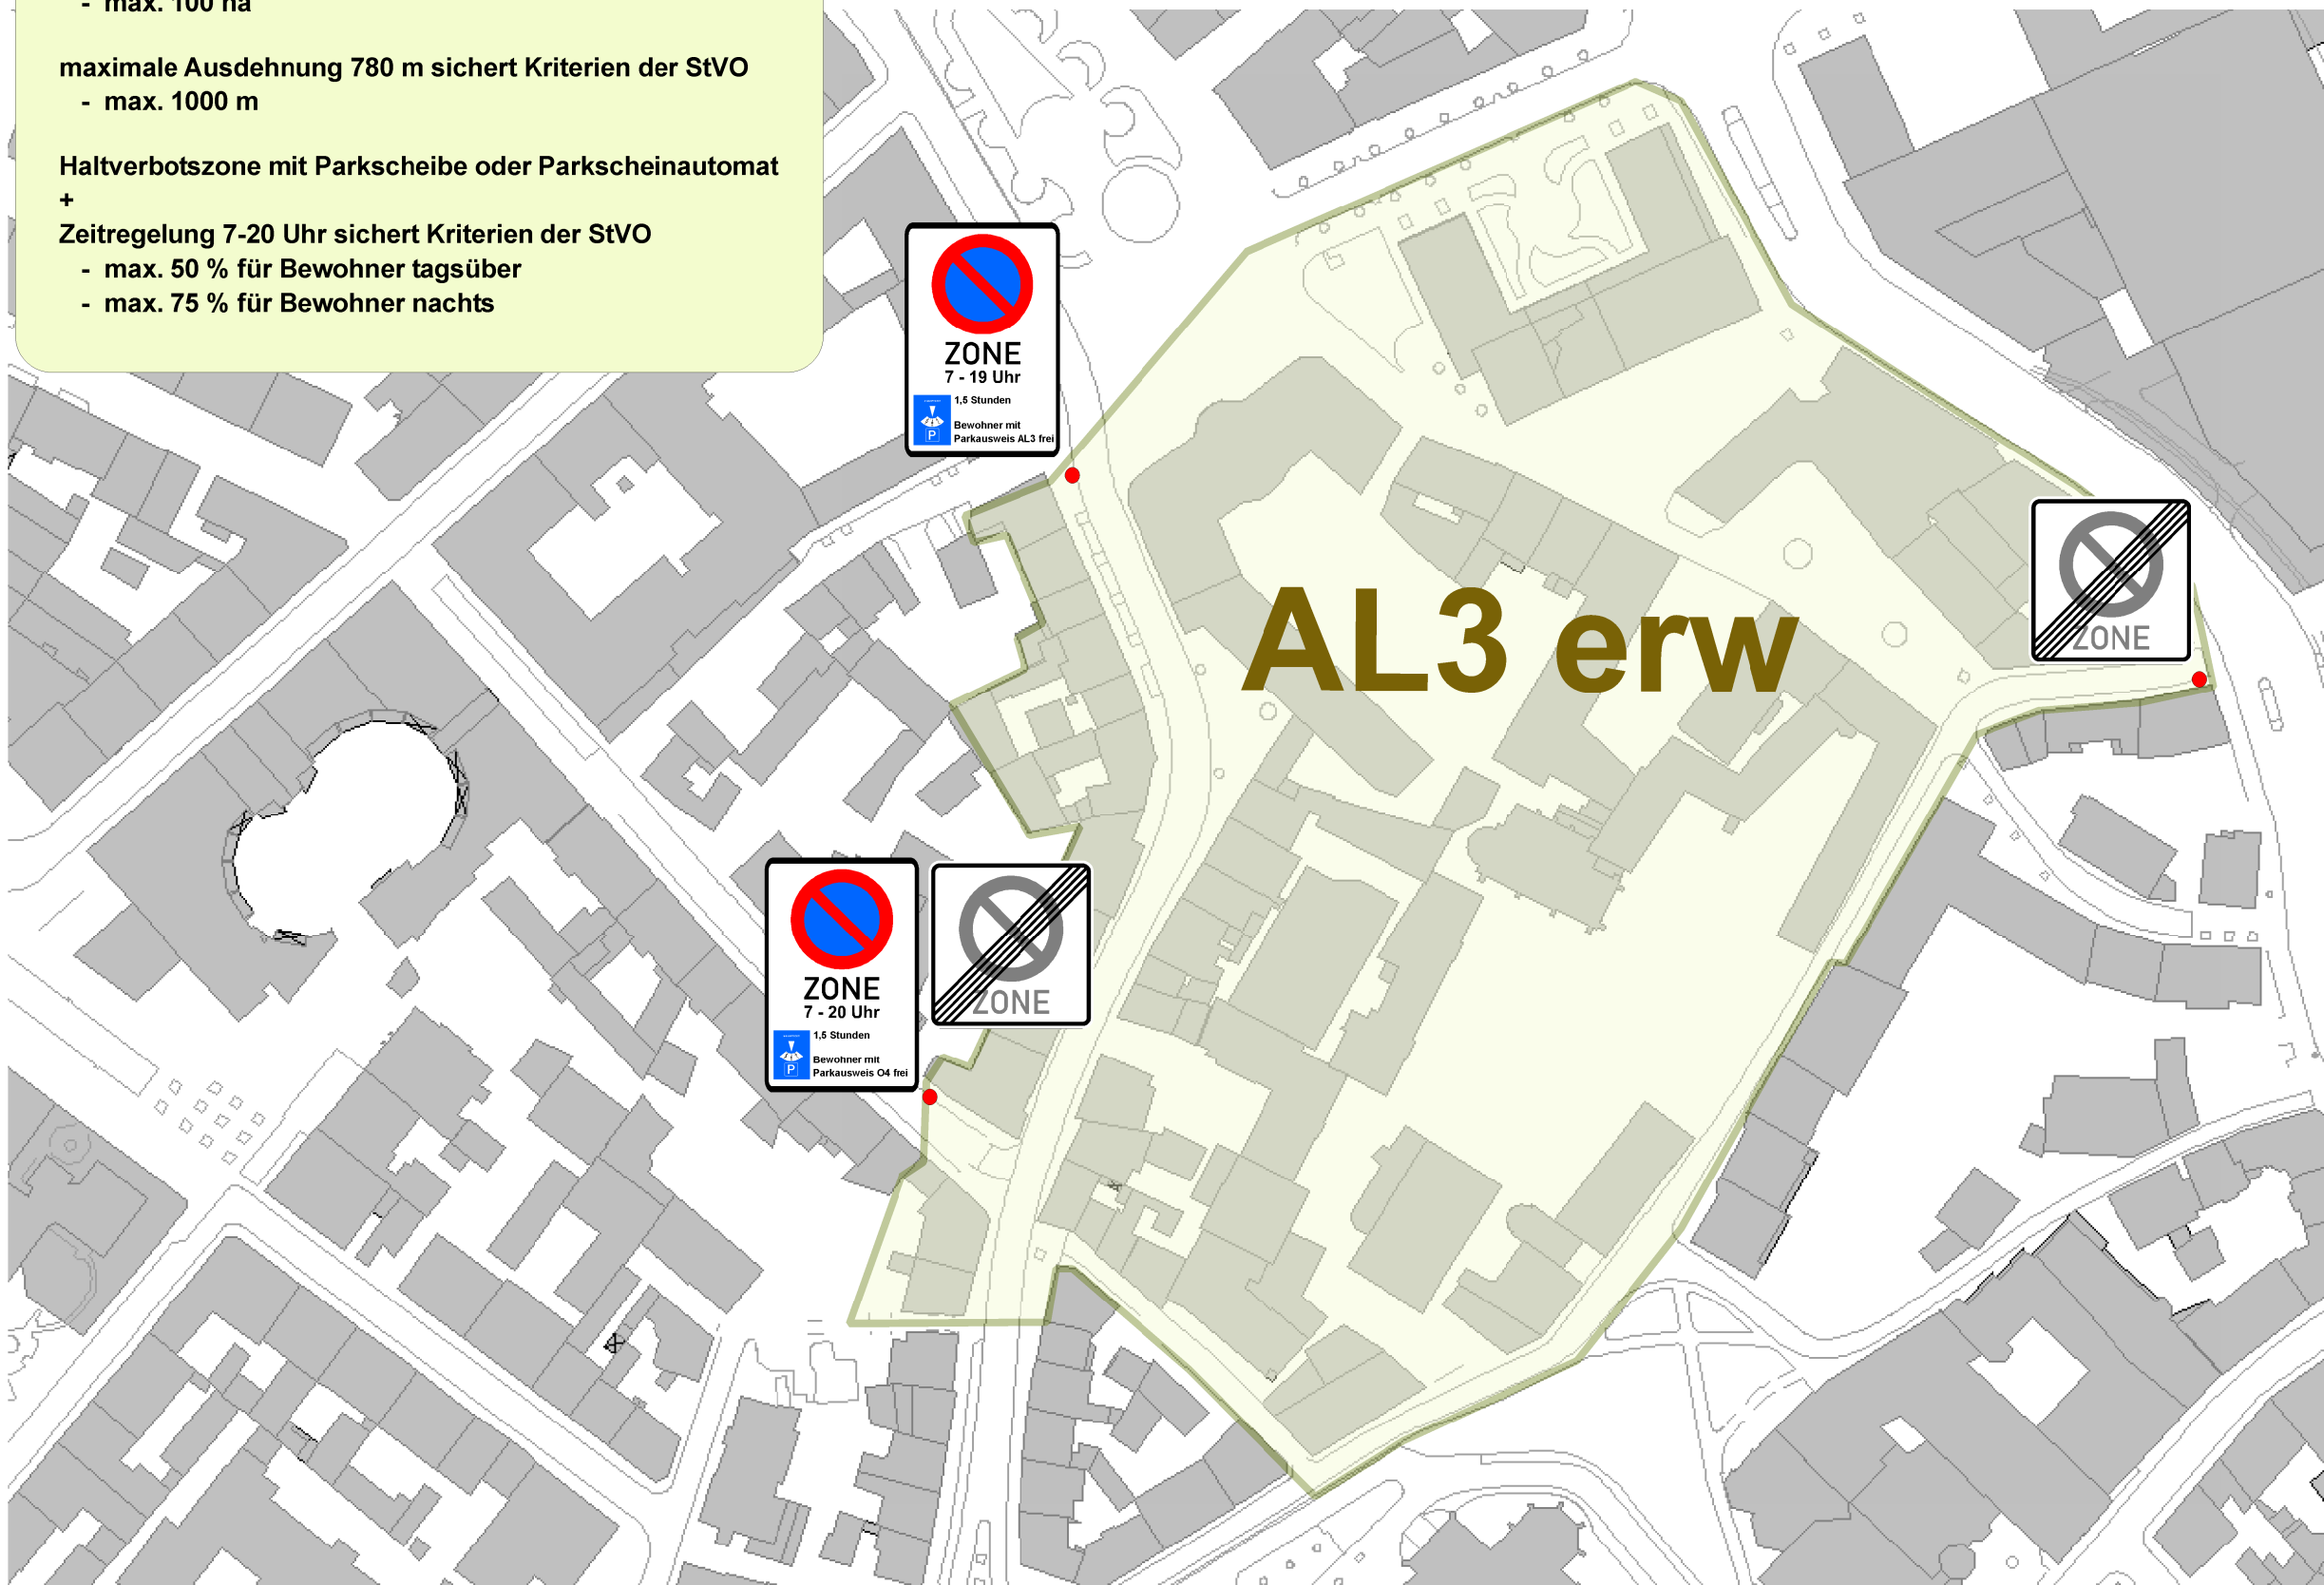 - max. 100 ha
maximale Ausdehnung 780 m sichert Kriterien der StVO
- max. 1000 m
Haltverbotszone mit Parkscheibe oder Parkscheinautomat
+
Zeitregelung 7-20 Uhr sichert Kriterien der StVO
- max. 50 % für Bewohner tagsüber
- max. 75 % für Bewohner nachts
ZONE
7 - 19 Uhr
1,5 Stunden
P
Bewohner mit
Parkausweis AL3 frei
AL3 erw
ZONE
ZONE
7 - 20 Uhr
1,5 Stunden
P
Bewohner mit
Parkausweis O4 frei
ZONE